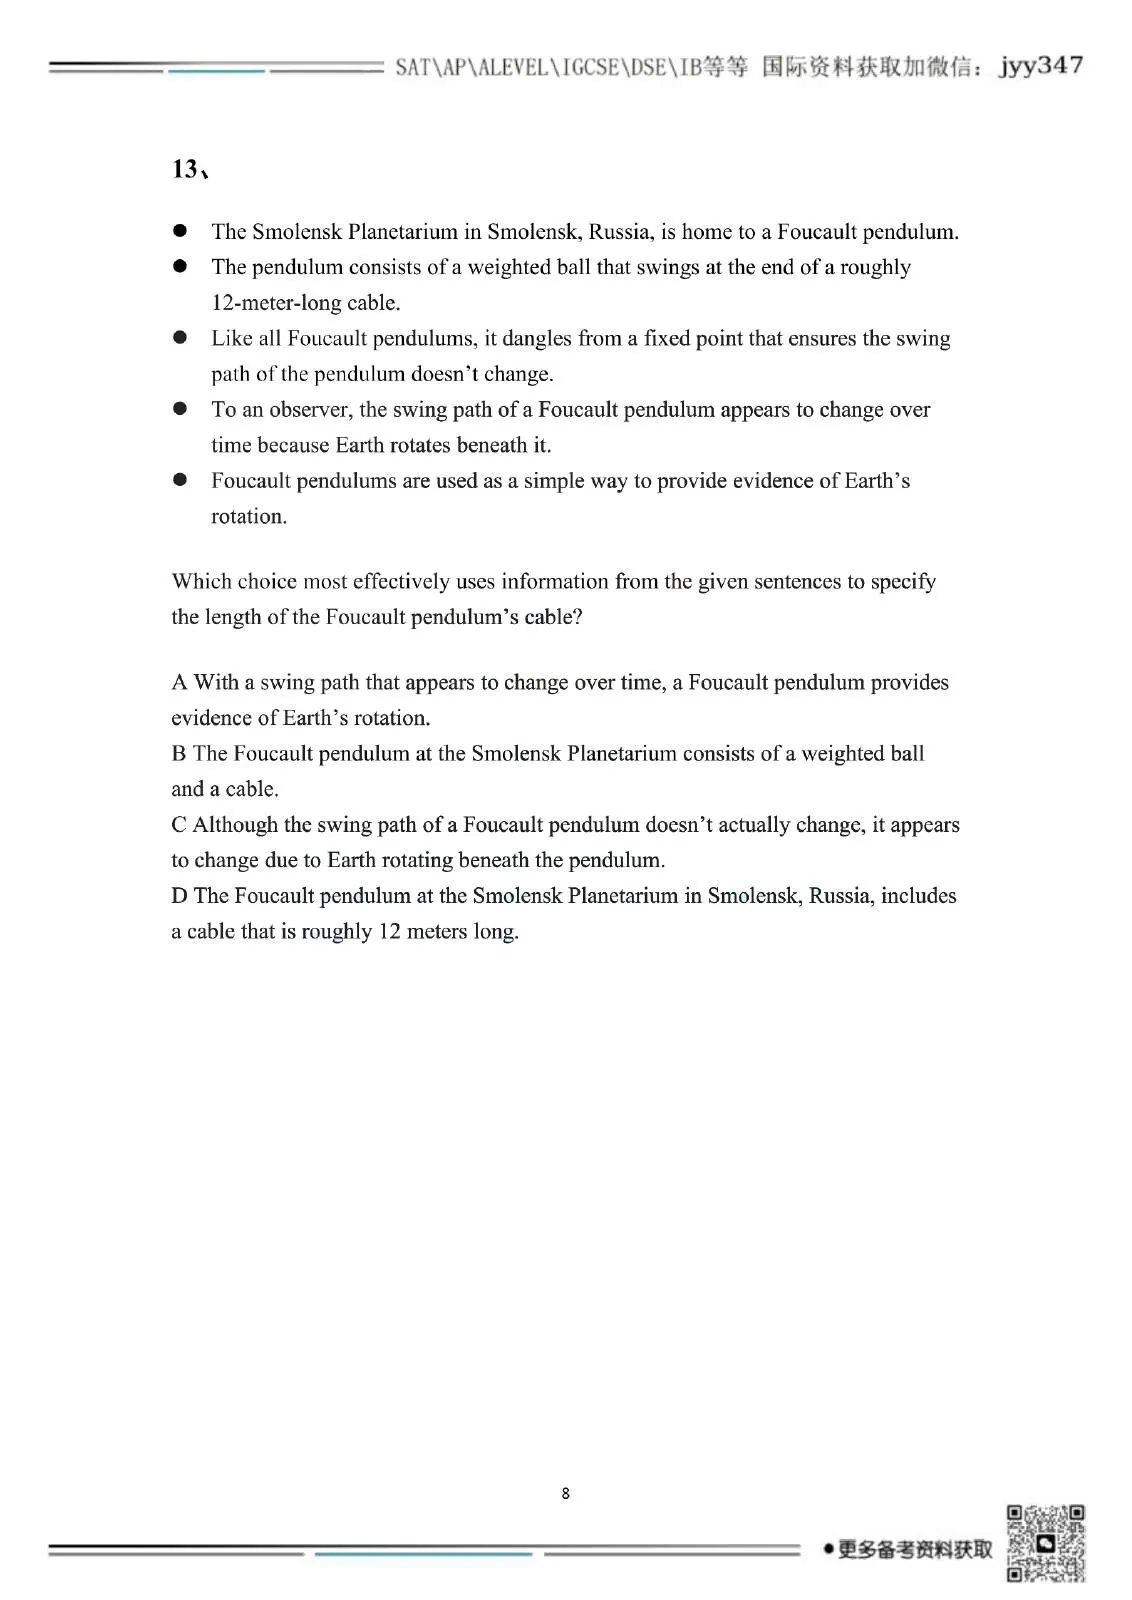 SAT\AP\ALEVEL\IGCSE\DSE\IB等等 国际资料获取加微信： jyy347
13、
● The Smolensk Planetarium in Smolensk, Russia, is home to a Foucault pendulum.
● The pendulum consists of a weighted ball that swings at the end of a roughly
12-meter-long cable.
● Like all Foucault pendulums, it dangles from a fixed point that ensures the swing
path of the pendulum doesn’t change.
● To an observer, the swing path of a Foucault pendulum appears to change over
time because Earth rotates beneath it.
● Foucault pendulums are used as a simple way to provide evidence of Earth’s
rotation.
Which choice most effectively uses information from the given sentences to specify
the length of the Foucault pendulum’s cable?
A With a swing path that appears to change over time, a Foucault pendulum provides
evidence of Earth’s rotation.
B The Foucault pendulum at the Smolensk Planetarium consists of a weighted ball
and a cable.
C Although the swing path of a Foucault pendulum doesn’t actually change, it appears
to change due to Earth rotating beneath the pendulum.
D The Foucault pendulum at the Smolensk Planetarium in Smolensk, Russia, includes
a cable that is roughly 12 meters long.
8
●更多备考资料获取